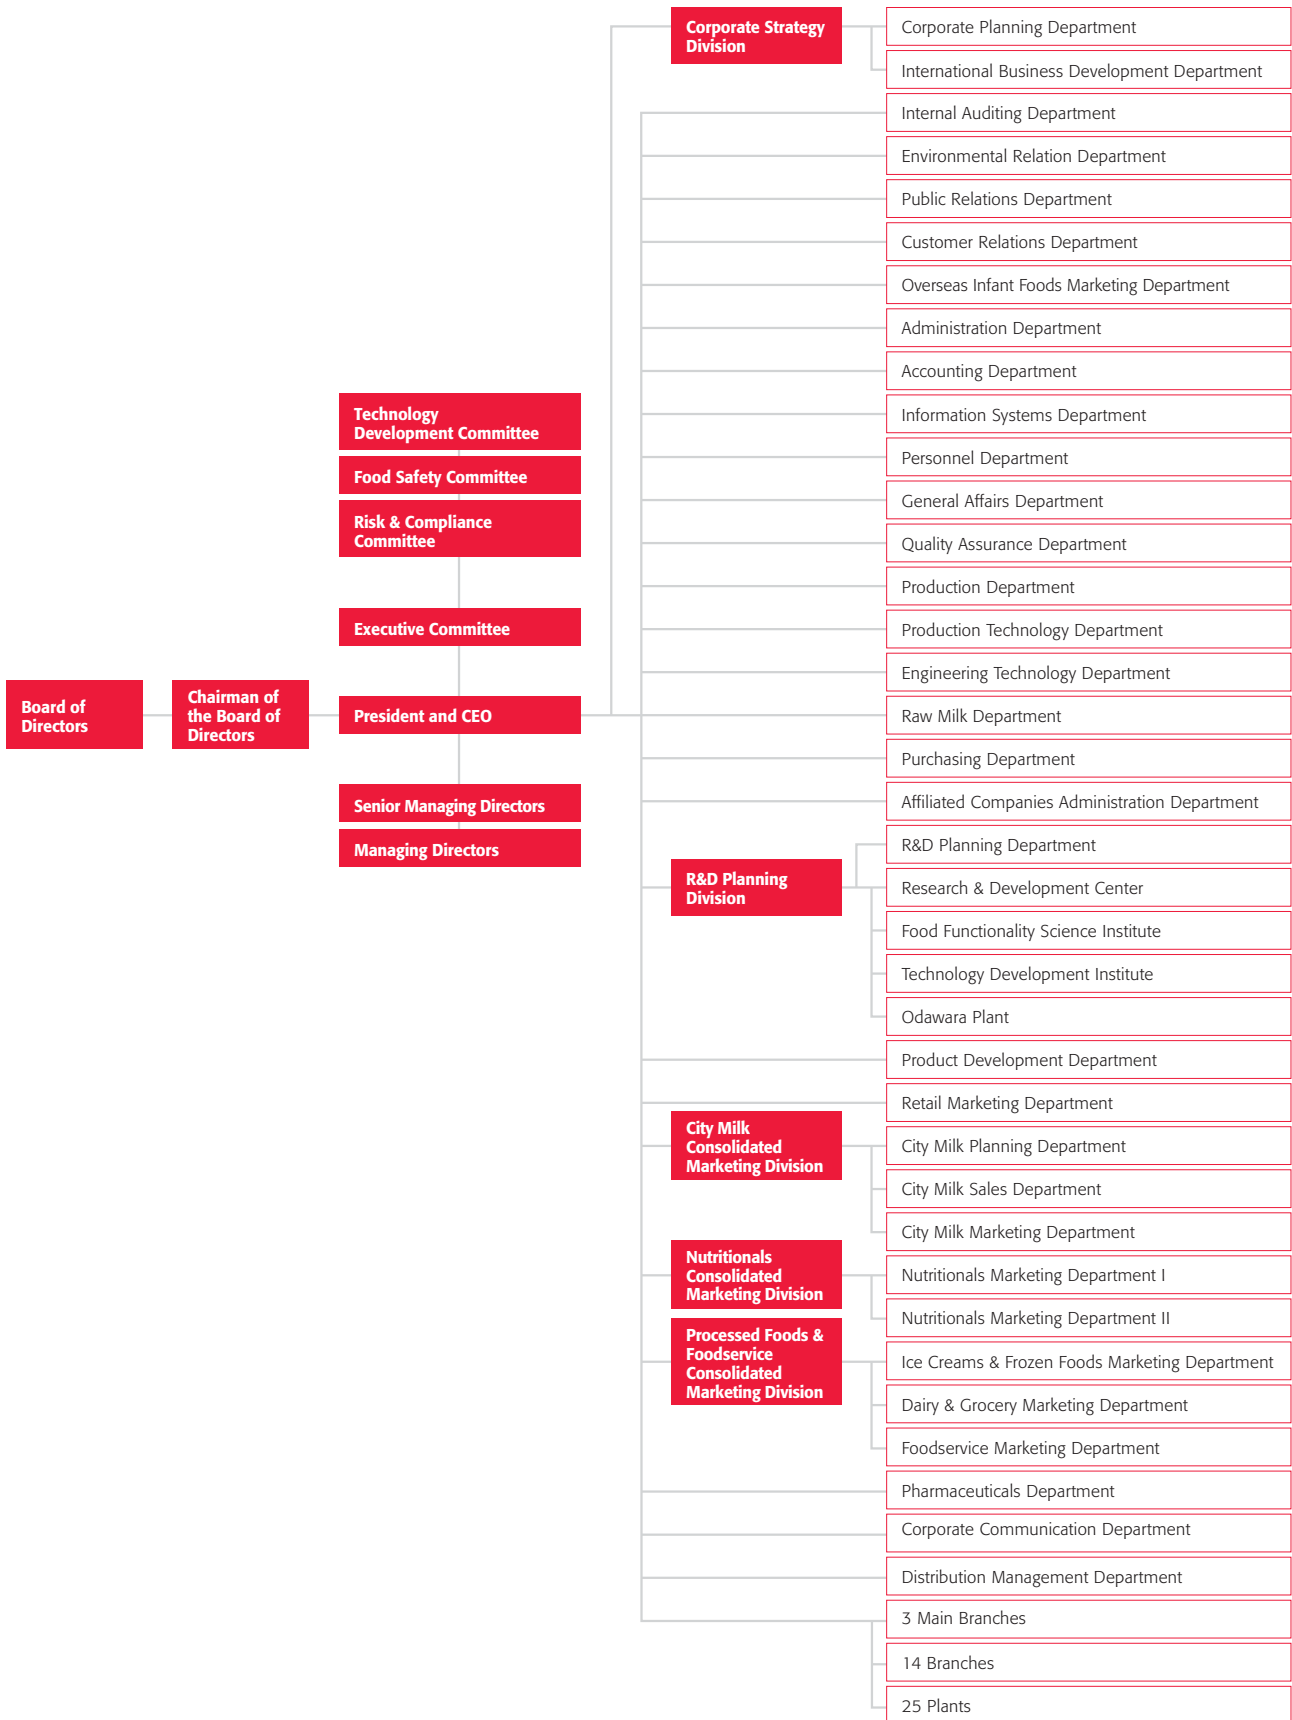 Board of
Directors
Chairman of
the Board of
Directors
Technology
Development Committee
Food Safety Committee
Risk & Compliance
Committee
Executive Committee
President and CEO
Senior Managing Directors
Managing Directors
Corporate Strategy
Division
Corporate Planning Department
International Business Development Department
Internal Auditing Department
Environmental Relation Department
Public Relations Department
Customer Relations Department
Overseas Infant Foods Marketing Department
Administration Department
Accounting Department
Information Systems Department
Personnel Department
General Affairs Department
Quality Assurance Department
Production Department
Production Technology Department
Engineering Technology Department
Raw Milk Department
Purchasing Department
Affiliated Companies Administration Department
R&D Planning
Division
R&D Planning Department
Research & Development Center
Food Functionality Science Institute
Technology Development Institute
Odawara Plant
Product Development Department
Retail Marketing Department
City Milk
Consolidated
Marketing Division
City Milk Planning Department
City Milk Sales Department
City Milk Marketing Department
Nutritionals
Consolidated
Marketing Division
Nutritionals Marketing Department I
Nutritionals Marketing Department II
Processed Foods &
Foodservice
Consolidated
Marketing Division
Ice Creams & Frozen Foods Marketing Department
Dairy & Grocery Marketing Department
Foodservice Marketing Department
Pharmaceuticals Department
Corporate Communication Department
Distribution Management Department
3 Main Branches
14 Branches
25 Plants